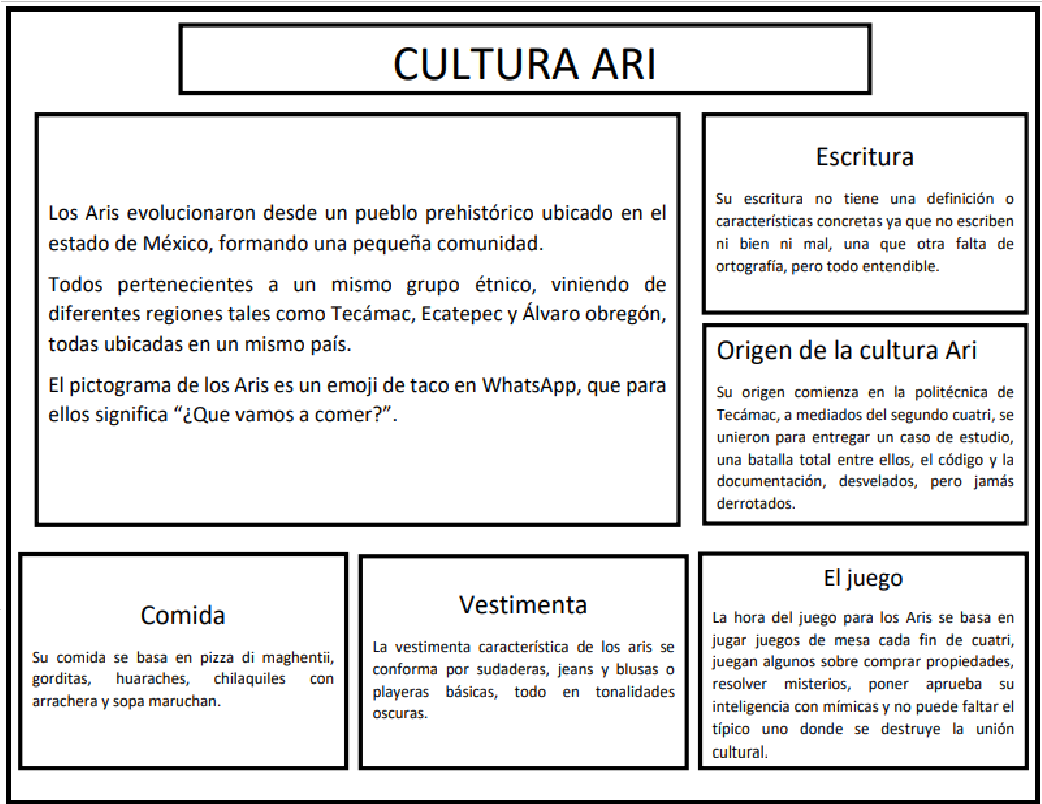 CULTURA ARI
Los Aris evolucionaron desde un pueblo prehistórico ubicado en el
estado de México, formando una pequeña comunidad.
Todos pertenecientes a un mismo grupo étnico, viniendo de
diferentes regiones tales como Tecámac, Ecatepec y Álvaro obregón,
todas ubicadas en un mismo país.
El pictograma de los Aris es un emoji de taco en WhatsApp, que para
ellos significa “¿Que vamos a comer?”.
Escritura
Su escritura no tiene una definición o
características concretas ya que no escriben
ni bien ni mal, una que otra falta de
ortografía, pero todo entendible.
Origen de la cultura Ari
Su origen comienza en la politécnica de
Tecámac, a mediados del segundo cuatri, se
unieron para entregar un caso de estudio,
una batalla total entre ellos, el código y la
documentación, desvelados, pero jamás
derrotados.
Comida
Su comida se basa en pizza di maghentii,
gorditas, huaraches, chilaquiles con
arrachera y sopa maruchan.
Vestimenta
La vestimenta característica de los aris se
conforma por sudaderas, jeans y blusas o
playeras básicas, todo en tonalidades
oscuras.
El juego
La hora del juego para los Aris se basa en
jugar juegos de mesa cada fin de cuatri,
juegan algunos sobre comprar propiedades,
resolver misterios, poner aprueba su
inteligencia con mímicas y no puede faltar el
típico uno donde se destruye la unión
cultural.